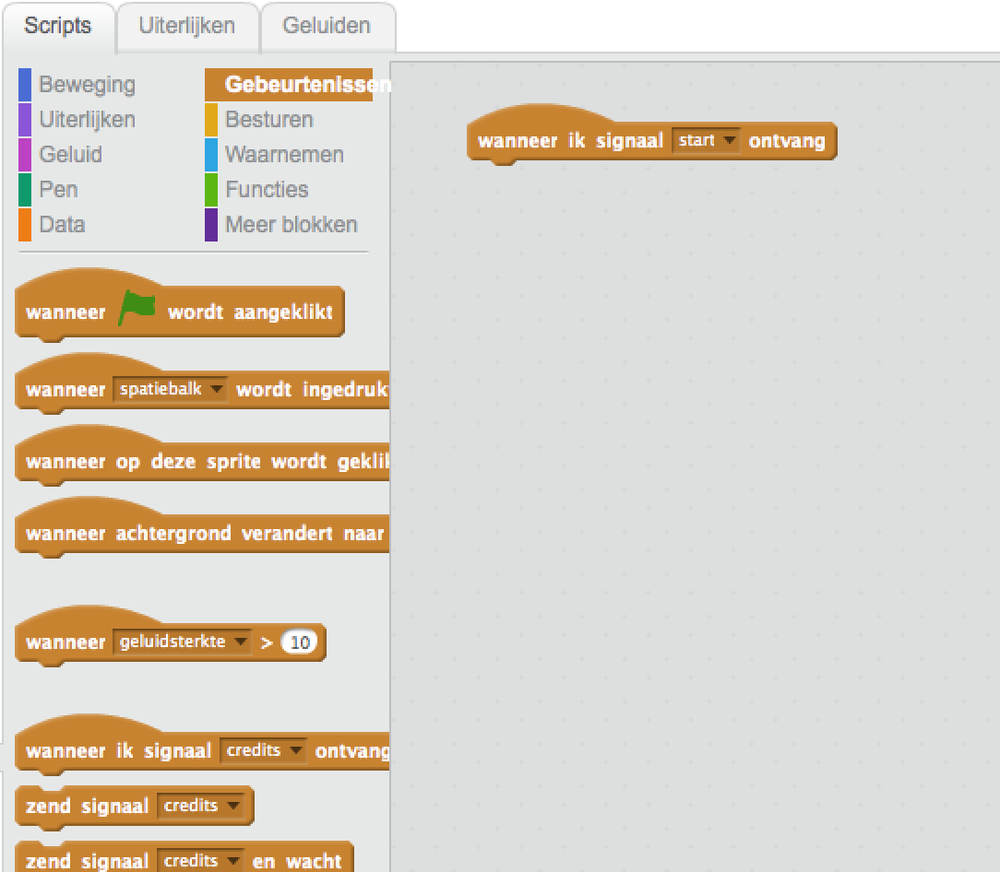 Scripts Uiterlijken Geluiden
Beweging Gebeurtenissen
Uiterlijken Besturen
Geluid Waarnemen
Pen Functies
Data Meer blokken
wanneer ik signaal start ontvang
wanneer wordt aangeklikt
wanneer spatiebalk wordt ingedruk
wanneer op deze sprite wordt geklik
wanneer achtergrond verandert naar
wanneer geluidsterkte > 10
wanneer ik signaal credits ontvang
zend signaal credits
zend signaal credits en wacht